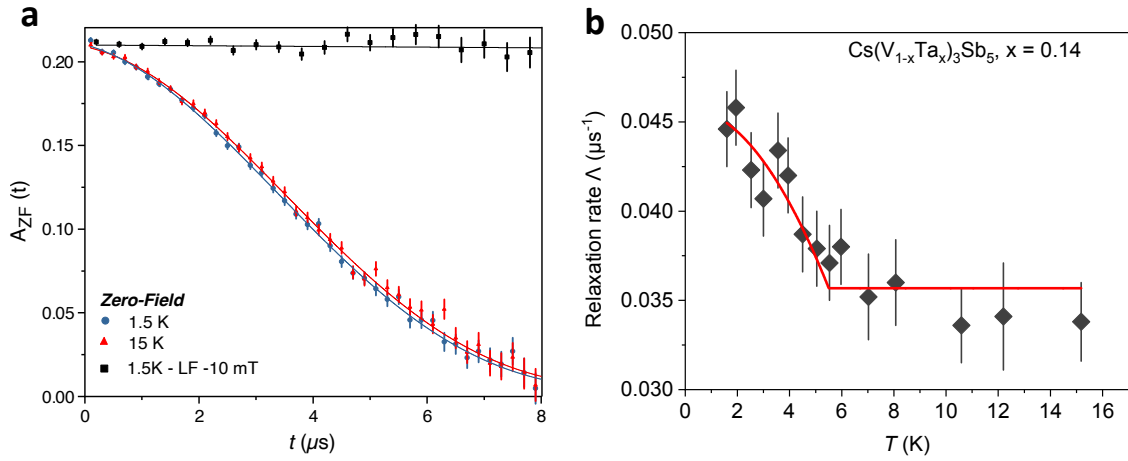 a
A_ZF (t)
0.20
0.15
0.10
0.05
0.00
Zero-Field
1.5 K
15 K
1.5K - LF -10 mT
0
2
4
6
8
t (μs)
b
Relaxation rate Λ (μs⁻¹)
0.050
0.045
0.040
0.035
0.030
Cs(V₁₋ₓTaₓ)₃Sb₅, x = 0.14
0
2
4
6
8
10
12
14
16
T (K)